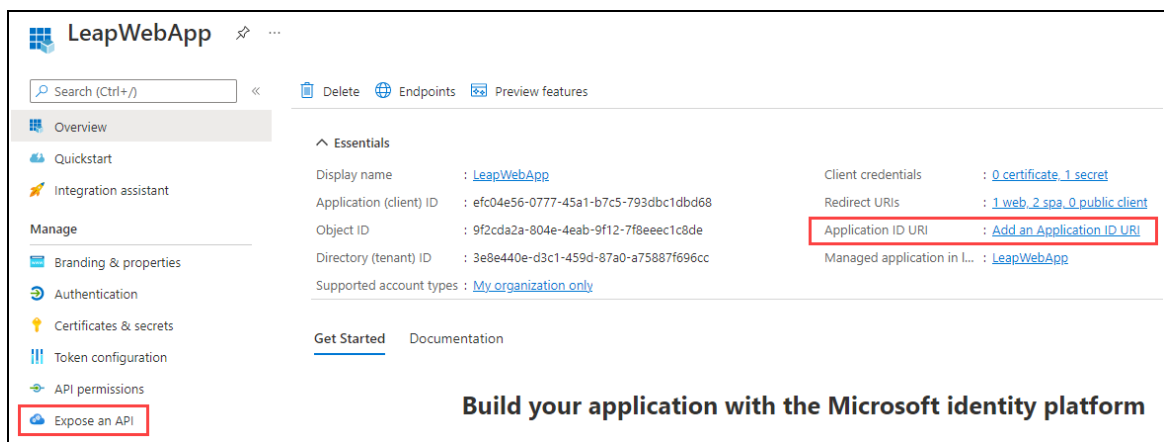 LeapWebApp
Search (Ctrl+/)
«
Overview
Quickstart
Integration assistant
Manage
Branding & properties
Authentication
Certificates & secrets
Token configuration
API permissions
Expose an API
Delete Endpoints Preview features
Essentials
Display name : LeapWebApp
Application (client) ID : efc04e56-0777-45a1-b7c5-793dbc1dbd68
Object ID : 9f2cda2a-804e-4eab-9f12-7f8eeec1c8de
Directory (tenant) ID : 3e8e440e-d3c1-459d-87a0-a75887f696cc
Supported account types : My organization only
Client credentials : 0 certificate, 1 secret
Redirect URIs : 1 web, 2 spa, 0 public client
Application ID URI : Add an Application ID URI
Managed application in l... : LeapWebApp
Get Started Documentation
Build your application with the Microsoft identity platform